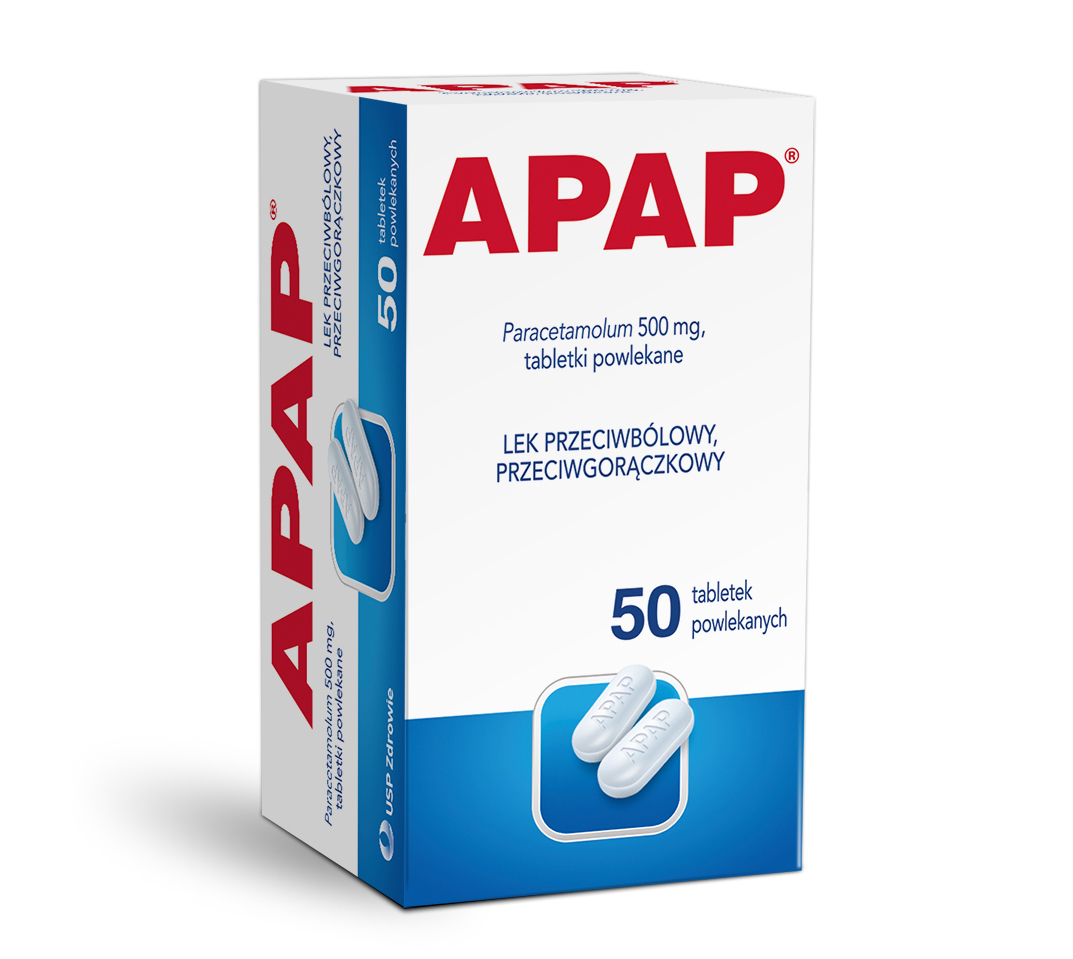 APAP®
Paracetamolum 500 mg,
tabletki powlekane
LEK PRZECIWBÓLOWY,
PRZECIWGORĄCZKOWY
50 tabletek
powlekanych
APAP
APAP
APAP®
LEK PRZECIWBÓLOWY,
PRZECIWGORĄCZKOWY
Paracetamolum 500 mg,
tabletki powlekane
50 tabletek
powlekanych
USP Zdrowie
APAP